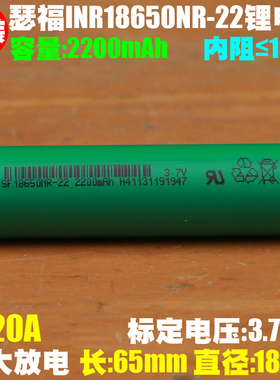 瑟福INR18650NR-22锂电
容量:2200mAh 内阻≤1
3.7V
SF18650NR-22 2200mAh H41131191947
20A 标定电压:3.7
大放电 长:65mm 直径:18